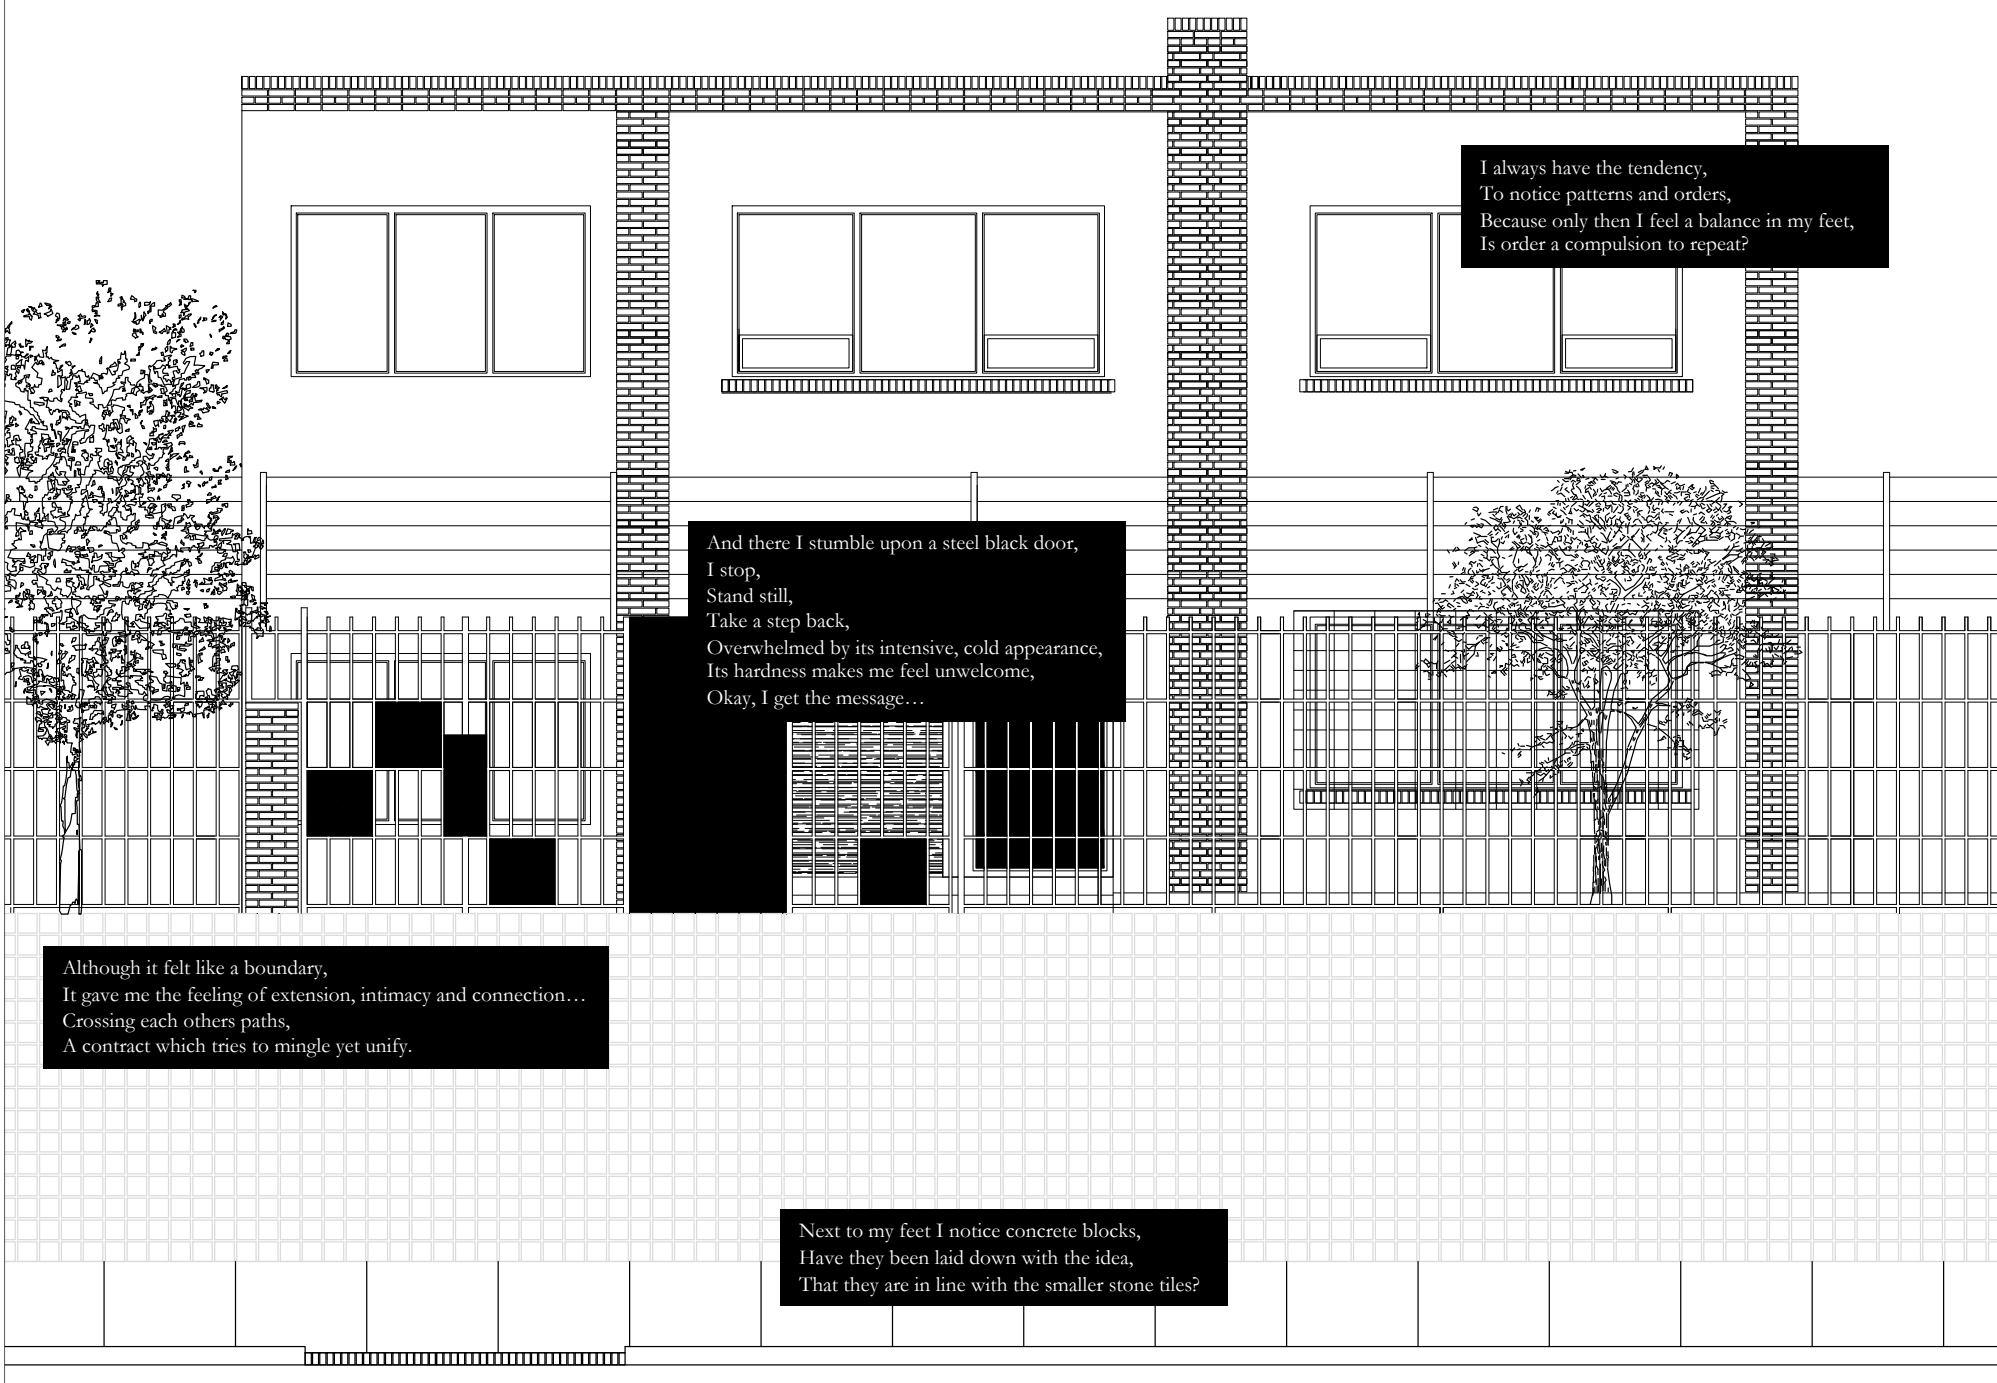 I always have the tendency,
To notice patterns and orders,
Because only then I feel a balance in my feet,
Is order a compulsion to repeat?
And there I stumble upon a steel black door,
I stop,
Stand still,
Take a step back,
Overwhelmed by its intensive, cold appearance,
Its hardness makes me feel unwelcome,
Okay, I get the message…
Although it felt like a boundary,
It gave me the feeling of extension, intimacy and connection…
Crossing each others paths,
A contract which tries to mingle yet unify.
Next to my feet I notice concrete blocks,
Have they been laid down with the idea,
That they are in line with the smaller stone tiles?